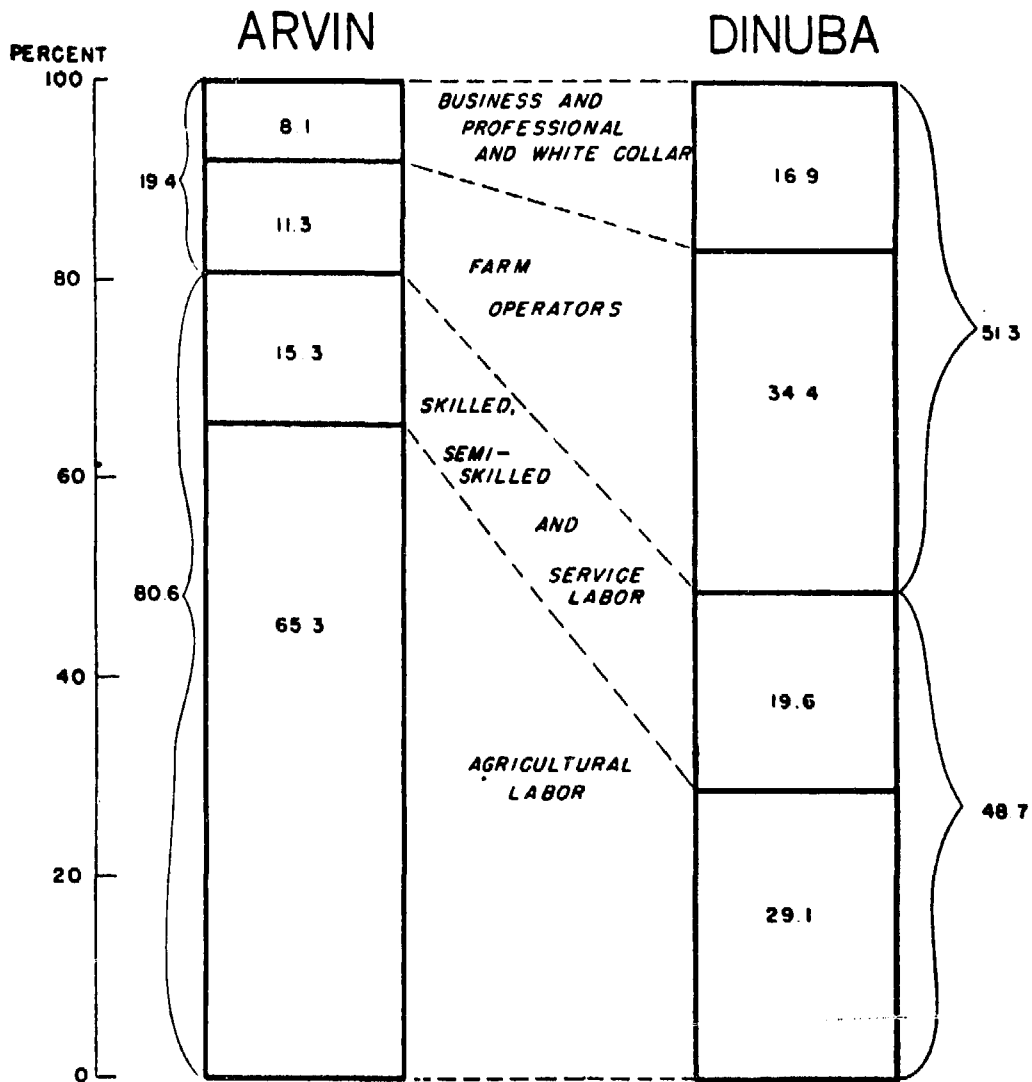 ARVIN
DINUBA
PERCENT
100
80
60
40
20
0
19.4
80.6
8.1
11.3
15.3
65.3
BUSINESS AND
PROFESSIONAL
AND WHITE COLLAR
FARM
OPERATORS
SKILLED,
SEMI-
SKILLED
AND
SERVICE
LABOR
AGRICULTURAL
LABOR
16.9
34.4
19.6
29.1
51.3
48.7